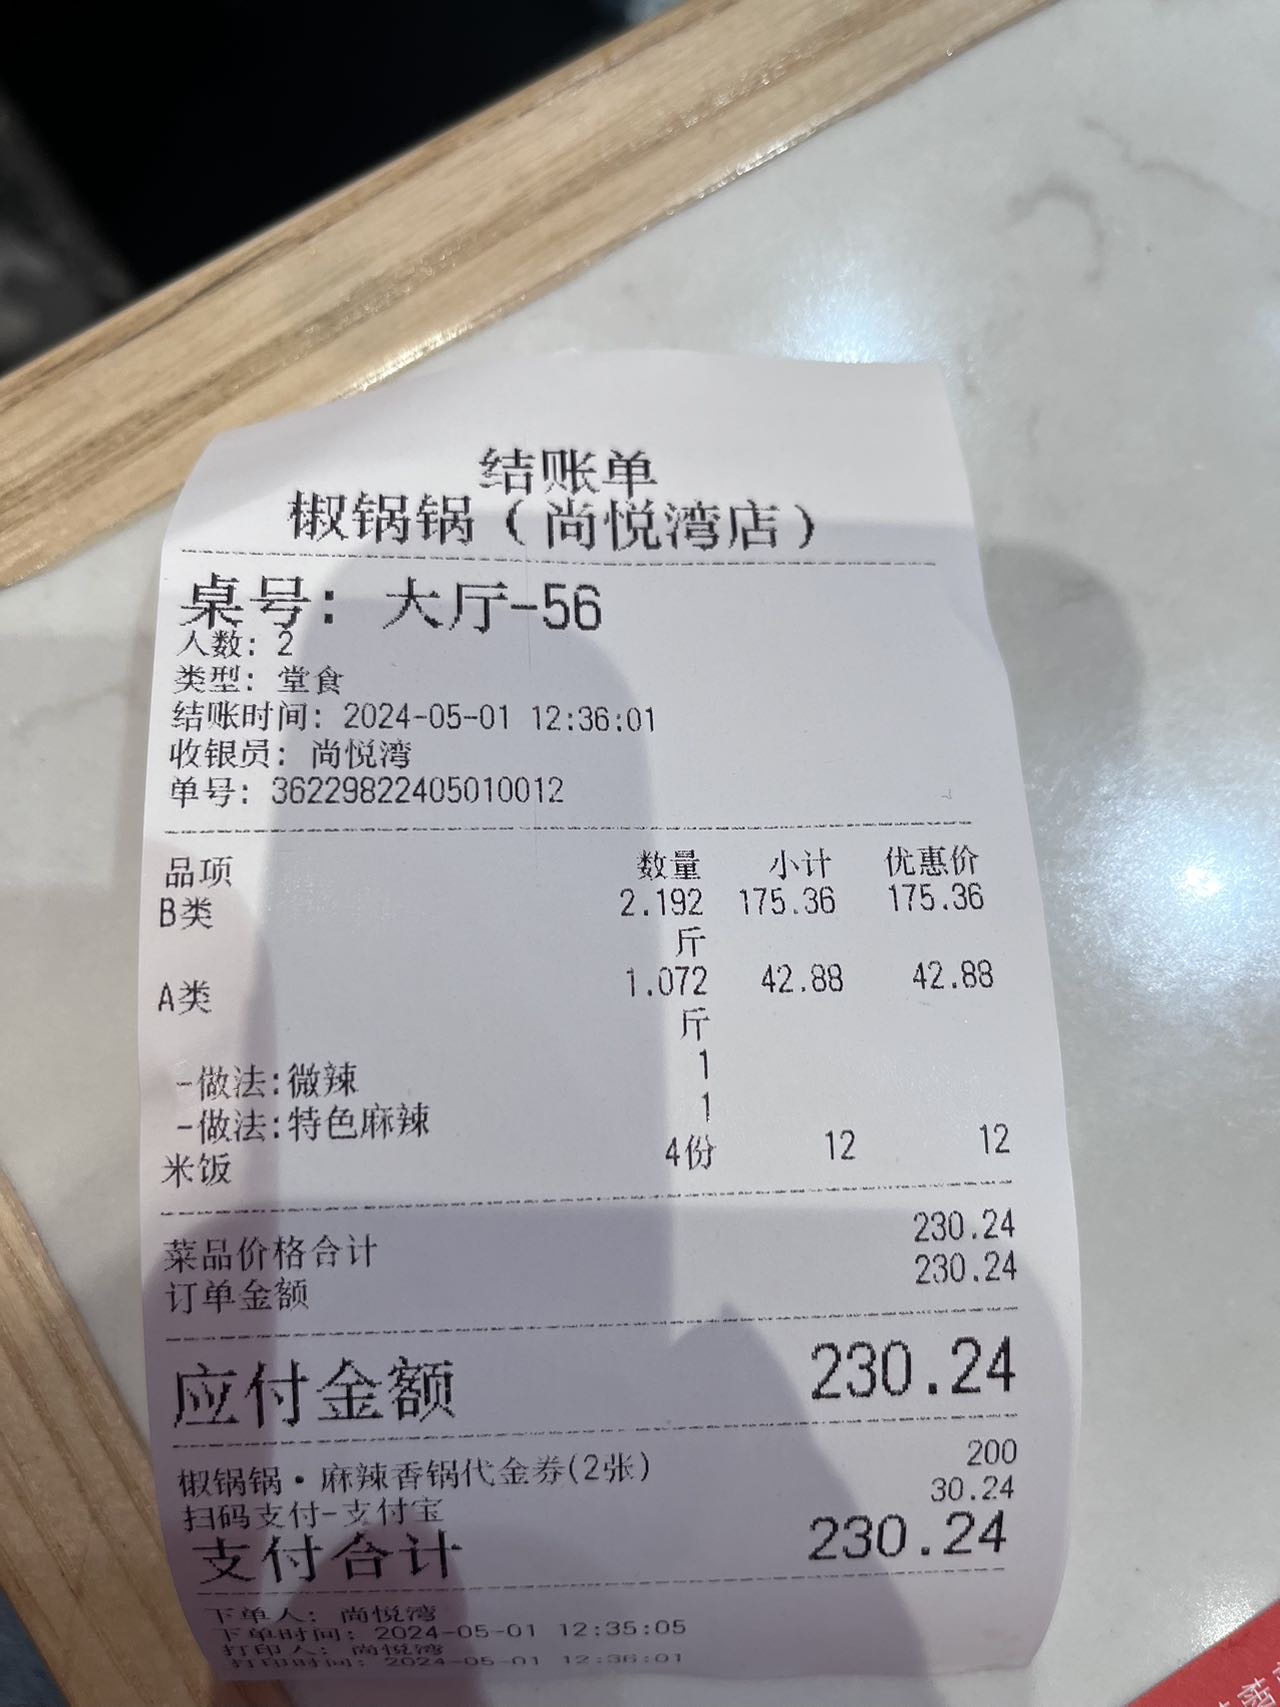 结账单
椒锅锅（尚悦湾店）
桌号：大厅-56
人数：2
类型：堂食
结账时间：2024-05-01 12:36:01
收银员：尚悦湾
单号：36229822405010012
品项 数量 小计 优惠价
B类 2.192 175.36 175.36
斤
A类 1.072 42.88 42.88
斤
-做法:微辣 1
-做法:特色麻辣 1
米饭 4份 12 12
菜品价格合计 230.24
订单金额 230.24
应付金额 230.24
椒锅锅·麻辣香锅代金券(2张) 200
扫码支付-支付宝 30.24
支付合计 230.24
下单人：尚悦湾
下单时间：2024-05-01 12:35:05
打印人：尚悦湾
打印时间：2024-05-01 12:36:01